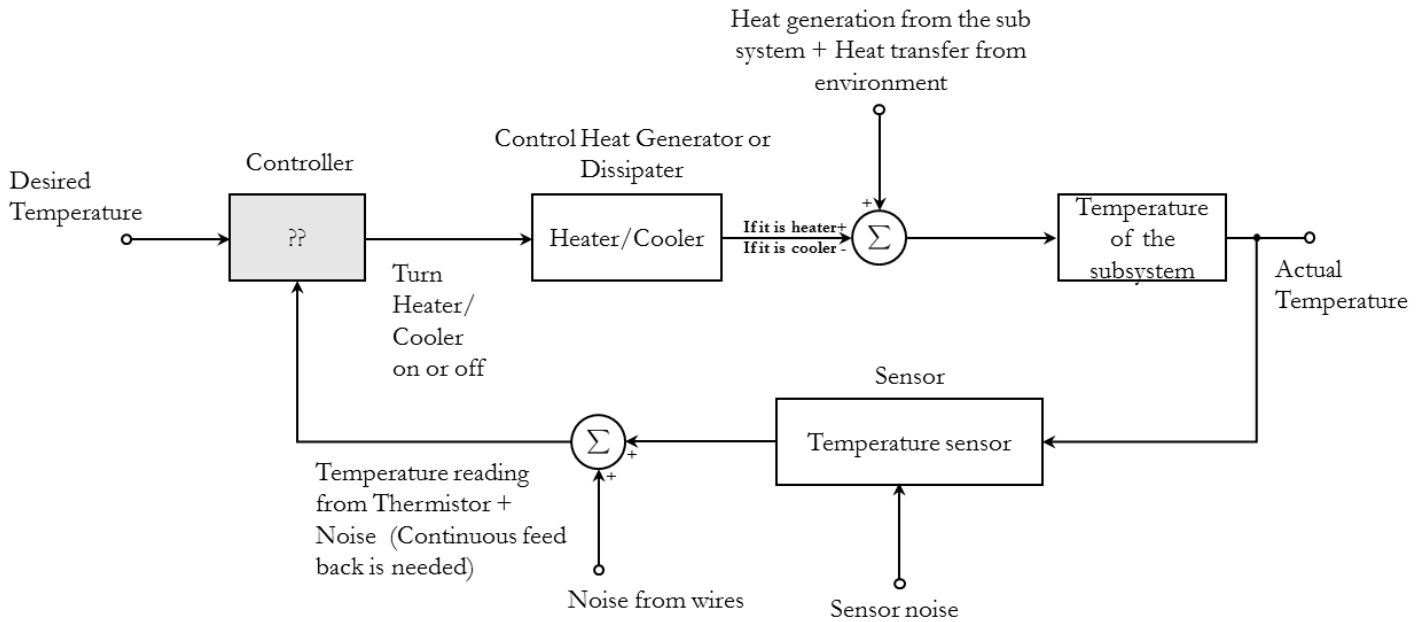 Heat generation from the sub
system + Heat transfer from
environment
Control Heat Generator or
Dissipater
Controller
Desired
Temperature
??
Heater/Cooler
If it is heater+
If it is cooler -
+
Σ
Temperature
of the
subsystem
Actual
Temperature
Turn
Heater/
Cooler
on or off
Sensor
Temperature sensor
Σ
+
+
Temperature reading
from Thermistor +
Noise (Continuous feed
back is needed)
Noise from wires
Sensor noise